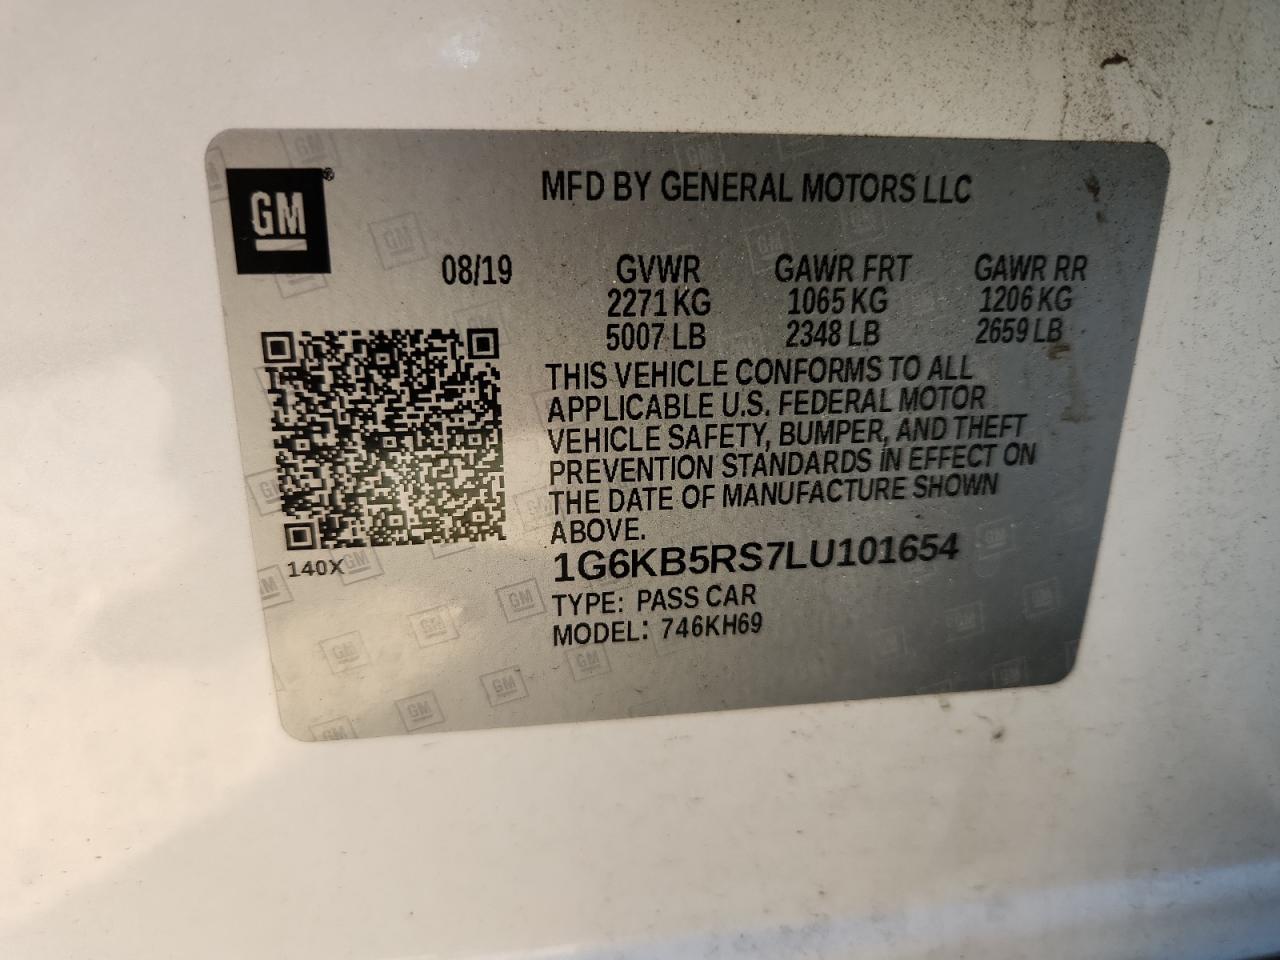 GM®
MFD BY GENERAL MOTORS LLC
08/19 GVWR GAWR FRT GAWR RR
2271 KG 1065 KG 1206 KG
5007 LB 2348 LB 2659 LB
THIS VEHICLE CONFORMS TO ALL
APPLICABLE U.S. FEDERAL MOTOR
VEHICLE SAFETY, BUMPER, AND THEFT
PREVENTION STANDARDS IN EFFECT ON
THE DATE OF MANUFACTURE SHOWN
ABOVE.
140X
1G6KB5RS7LU101654
TYPE: PASS CAR
MODEL: 746KH69